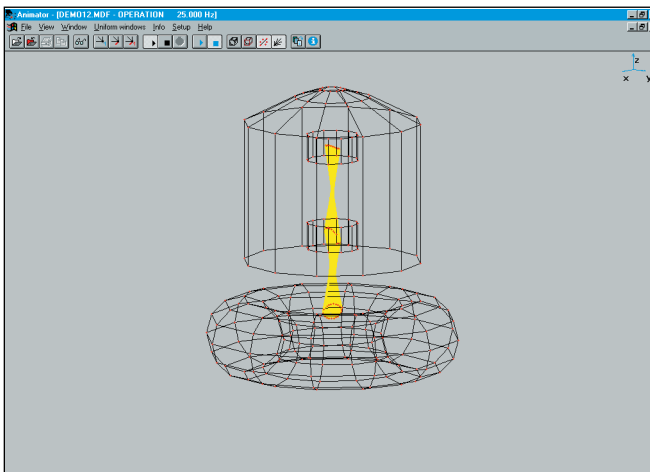 Animator - [DEMO12.MDF - OPERATION 25.000 Hz]
File View Window Uniform windows Info Setup Help
z
x y